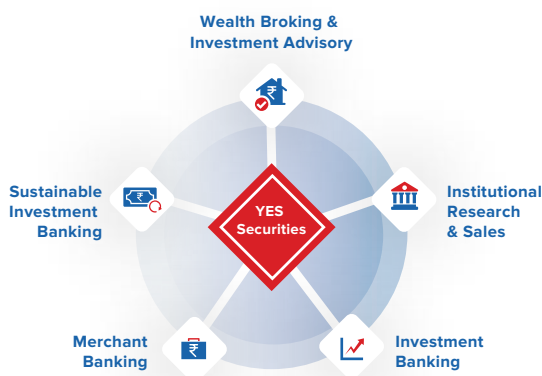 Wealth Broking &
Investment Advisory
₹
Sustainable
Investment
Banking
₹
YES
Securities
Institutional
Research
& Sales
Merchant
Banking
₹
Investment
Banking